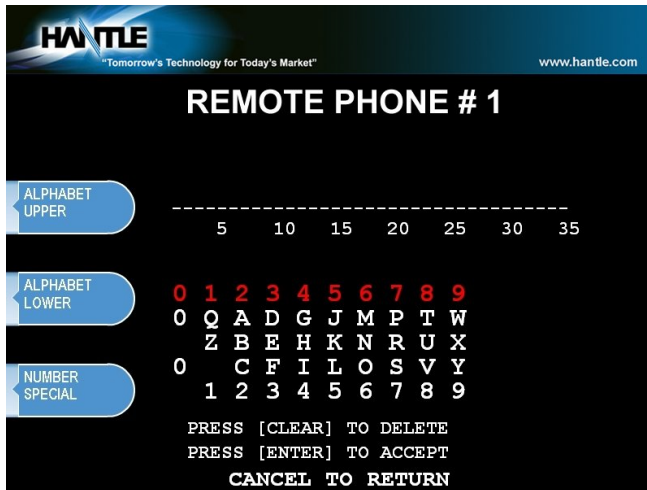 HANTLE
"Tomorrow's Technology for Today's Market" www.hantle.com
REMOTE PHONE # 1
ALPHABET
UPPER
-----------------------------------
5 10 15 20 25 30 35
ALPHABET
LOWER
0 1 2 3 4 5 6 7 8 9
0 Q A D G J M P T W
Z B E H K N R U X
0 C F I L O S V Y
1 2 3 4 5 6 7 8 9
NUMBER
SPECIAL
PRESS [CLEAR] TO DELETE
PRESS [ENTER] TO ACCEPT
CANCEL TO RETURN